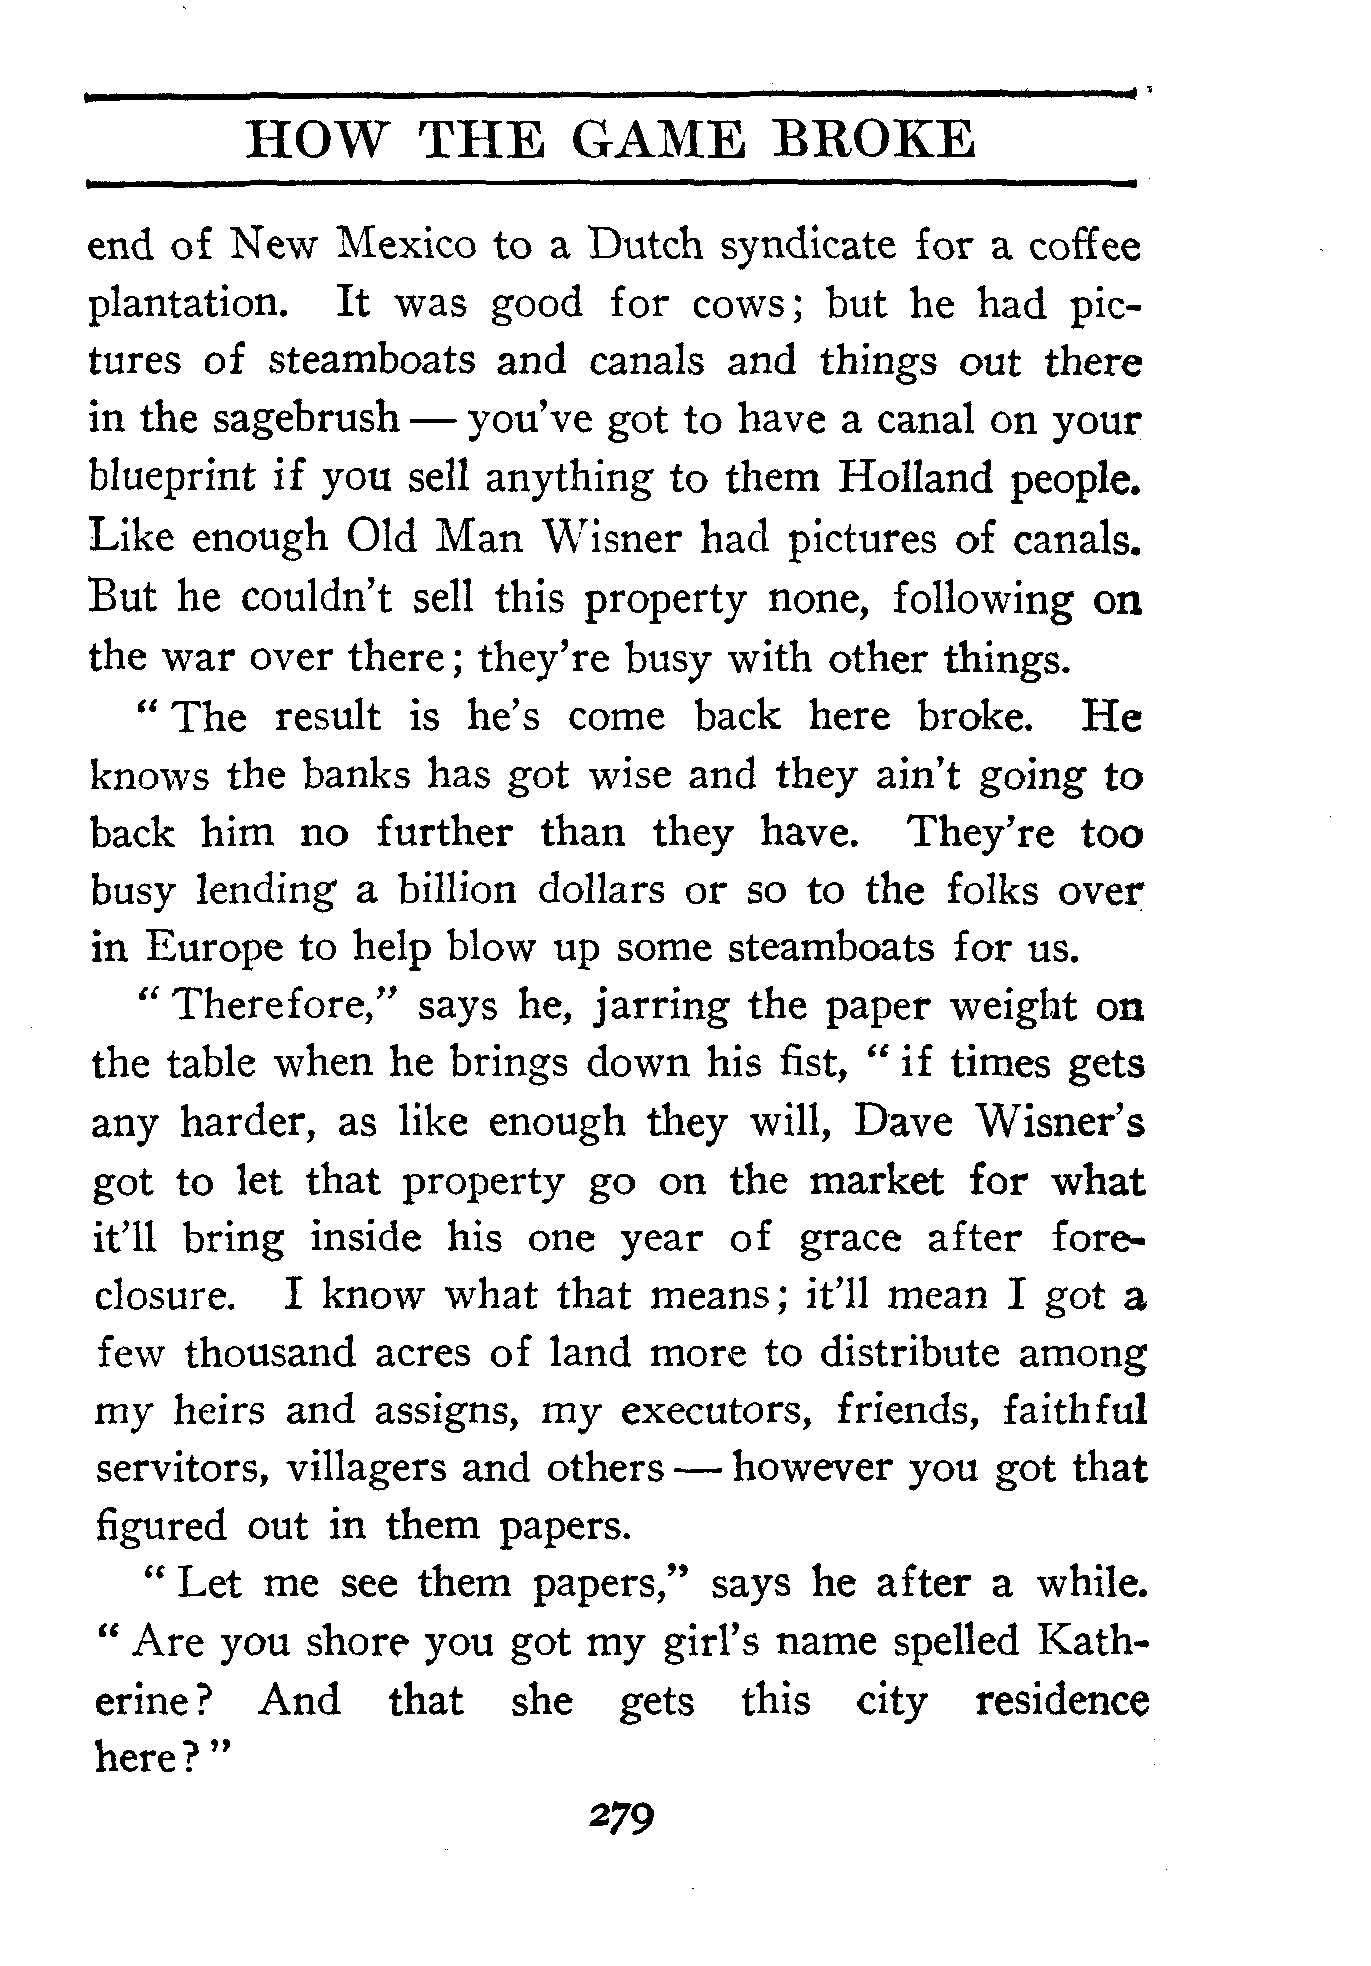 HOW THE GAME BROKE
end of New Mexico to a Dutch syndicate for a coffee
plantation. It was good for cows; but he had pic-
tures of steamboats and canals and things out there
in the sagebrush — you've got to have a canal on your
blueprint if you sell anything to them Holland people.
Like enough Old Man Wisner had pictures of canals.
But he couldn't sell this property none, following on
the war over there; they're busy with other things.
" The result is he's come back here broke. He
knows the banks has got wise and they ain't going to
back him no further than they have. They're too
busy lending a billion dollars or so to the folks over
in Europe to help blow up some steamboats for us.
" Therefore," says he, jarring the paper weight on
the table when he brings down his fist, " if times gets
any harder, as like enough they will, Dave Wisner's
got to let that property go on the market for what
it'll bring inside his one year of grace after fore-
closure. I know what that means; it'll mean I got a
few thousand acres of land more to distribute among
my heirs and assigns, my executors, friends, faithful
servitors, villagers and others — however you got that
figured out in them papers.
" Let me see them papers," says he after a while.
" Are you shore you got my girl's name spelled Kath-
erine? And that she gets this city residence
here? "
279